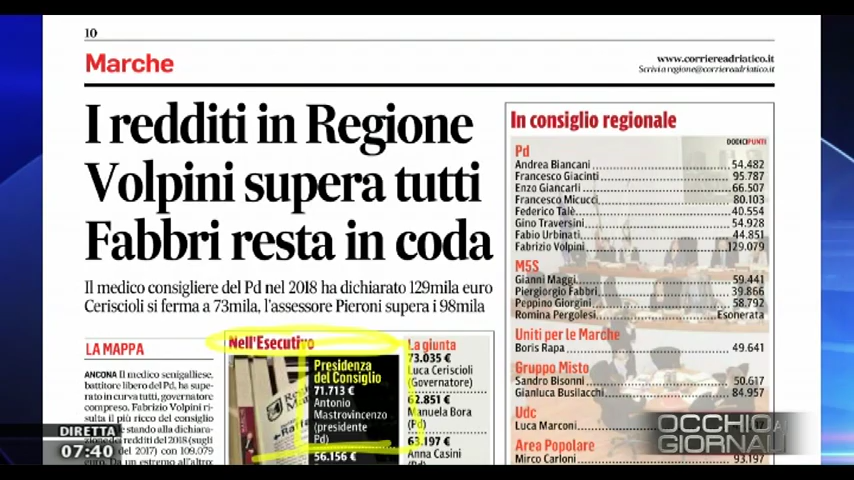 10
Marche
www.corriereadriatico.it
Scrivi a regione@corriereadriatico.it
I redditi in Regione
Volpini supera tutti
Fabbri resta in coda
Il medico consigliere del Pd nel 2018 ha dichiarato 129mila euro
Ceriscioli si ferma a 73mila, l'assessore Pieroni supera i 98mila
LA MAPPA
ANCONA Il medico senigalliese,
battitore libero del Pd, ha supe-
rato in curva tutti, governatore
compreso. Fabrizio Volpini ri-
sulta il più ricco del consiglio
stando alla dichiara-
zione dei redditi del 2018 (sugli
del 2017) con 109.079
euro. Da un estremo all'altro
Nell'Esecutivo
Presidenza
del Consiglio
71.713 €
Antonio
Mastrovincenzo
(presidente
Pd)
56.156 €
La giunta
73.035 €
Luca Ceriscioli
(Governatore)
62.851 €
Manuela Bora
(Pd)
63.197 €
Anna Casini
(Pd)
In consiglio regionale
DODICIPUNTI
Pd
Andrea Biancani 54.482
Francesco Giacinti 95.787
Enzo Giancarli 66.507
Francesco Micucci 80.103
Federico Talè 40.554
Gino Traversini 54.928
Fabio Urbinati 44.851
Fabrizio Volpini 129.079
M5S
Gianni Maggi 59.441
Piergiorgio Fabbri 39.866
Peppino Giorgini 58.792
Romina Pergolesi Esonerata
Uniti per le Marche
Boris Rapa 49.641
Gruppo Misto
Sandro Bisonni 50.617
Gianluca Busilacchi 84.957
Udc
Luca Marconi
Area Popolare
Mirco Carloni 93.197
DIRETTA
07:40
OCCHIO AI
GIORNALI